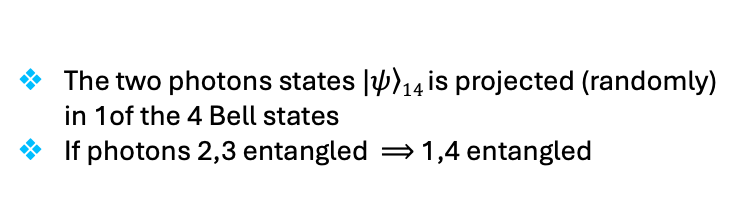 ❖ The two photons states |ψ⟩₁₄ is projected (randomly)
in 1of the 4 Bell states
❖ If photons 2,3 entangled ⟹ 1,4 entangled